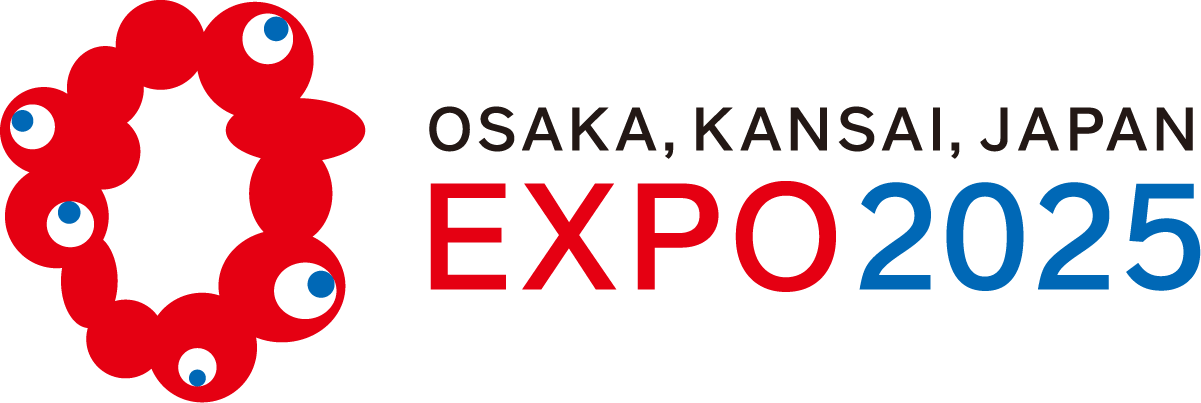 OSAKA, KANSAI, JAPAN
EXPO2025